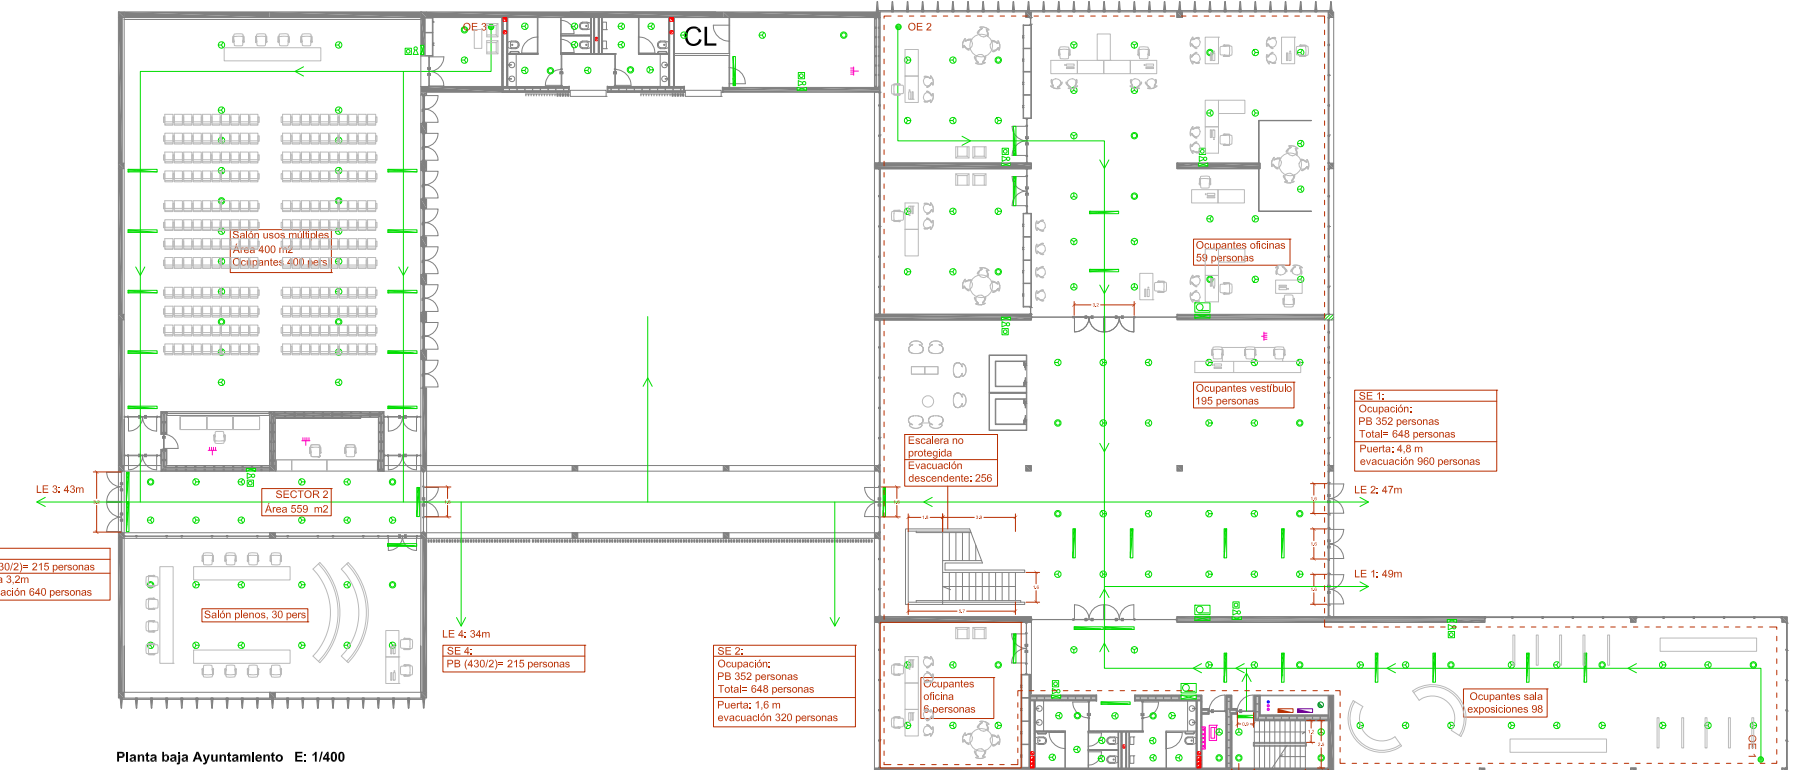 OE 3
CL
OE 2
Salón usos múltiples
Área 400 m2
Ocupantes 400 pers
Ocupantes oficinas
59 personas
Ocupantes vestíbulo
195 personas
SE 1:
Ocupación:
PB 352 personas
Total= 648 personas
Puerta: 4,8 m
evacuación 960 personas
Escalera no
protegida
Evacuación
descendente: 256
LE 3: 43m
SECTOR 2
Área 559 m2
LE 2: 47m
LE 1: 49m
30/2)= 215 personas
a 3,2m
ación 640 personas
Salón plenos, 30 pers
LE 4: 34m
SE 4:
PB (430/2)= 215 personas
SE 2:
Ocupación:
PB 352 personas
Total= 648 personas
Puerta: 1,6 m
evacuación 320 personas
Ocupantes
oficina
6 personas
Ocupantes sala
exposiciones 98
OE 1
Planta baja Ayuntamiento E: 1/400